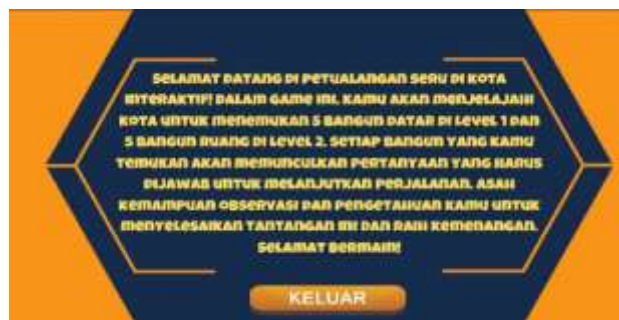 SELAMAT DATANG DI PETUALANGAN SERU DI KOTA
INTERAKTIF! DALAM GAME INI, KAMU AKAN MENJELAJAHI
KOTA UNTUK MENEMUKAN 5 BANGUN DATAR DI LEVEL 1 DAN
5 BANGUN RUANG DI LEVEL 2. SETIAP BANGUN YANG KAMU
TEMUKAN AKAN MEMUNCULKAN PERTANYAAN YANG HARUS
DIJAWAB UNTUK MELANJUTKAN PERJALANAN. ASAH
KEMAMPUAN OBSERVASI DAN PENGETAHUAN KAMU UNTUK
MENYELESAIKAN TANTANGAN INI DAN RAIH KEMENANGAN.
SELAMAT BERMAIN!
KELUAR